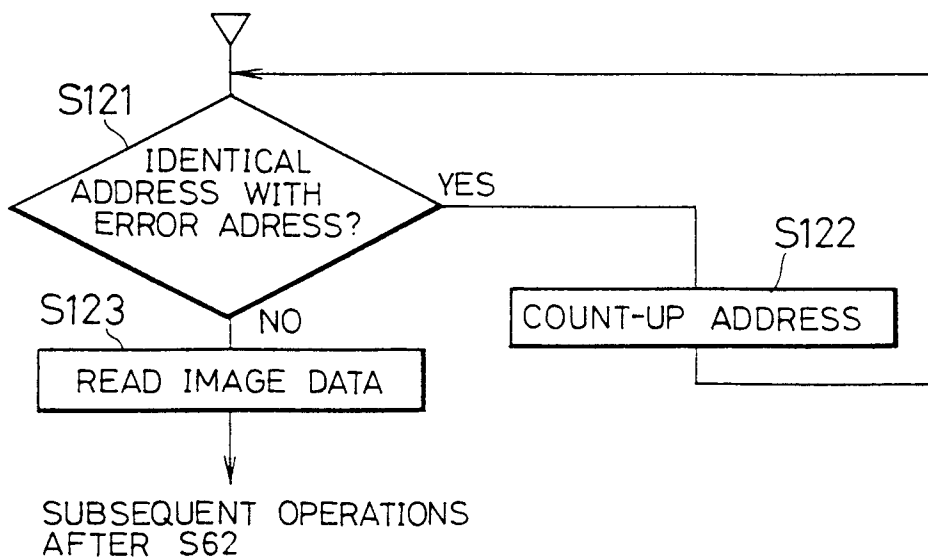 S121
IDENTICAL
ADDRESS WITH
ERROR ADRESS?
YES
S122
COUNT-UP ADDRESS
NO
S123
READ IMAGE DATA
SUBSEQUENT OPERATIONS
AFTER S62